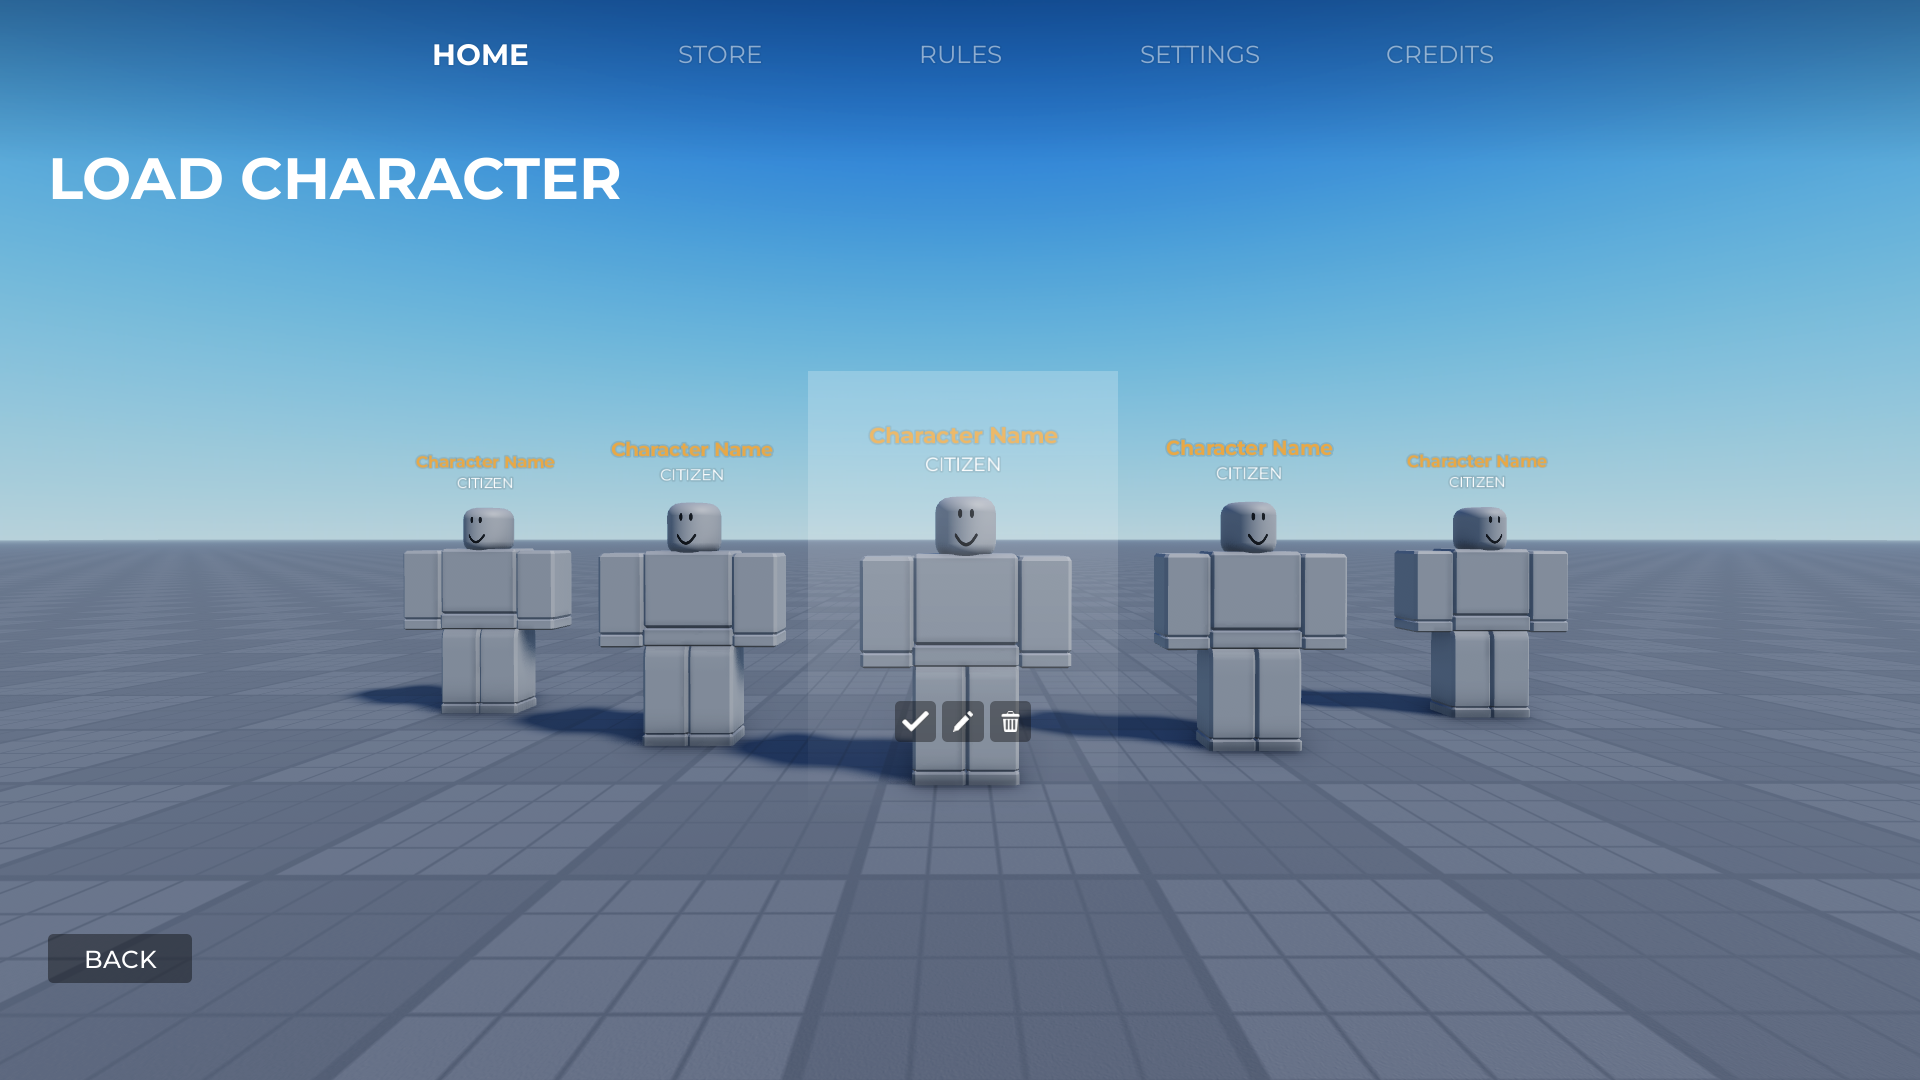 HOME
STORE
RULES
SETTINGS
CREDITS
LOAD CHARACTER
Character Name
CITIZEN
Character Name
CITIZEN
Character Name
CITIZEN
Character Name
CITIZEN
Character Name
CITIZEN
BACK